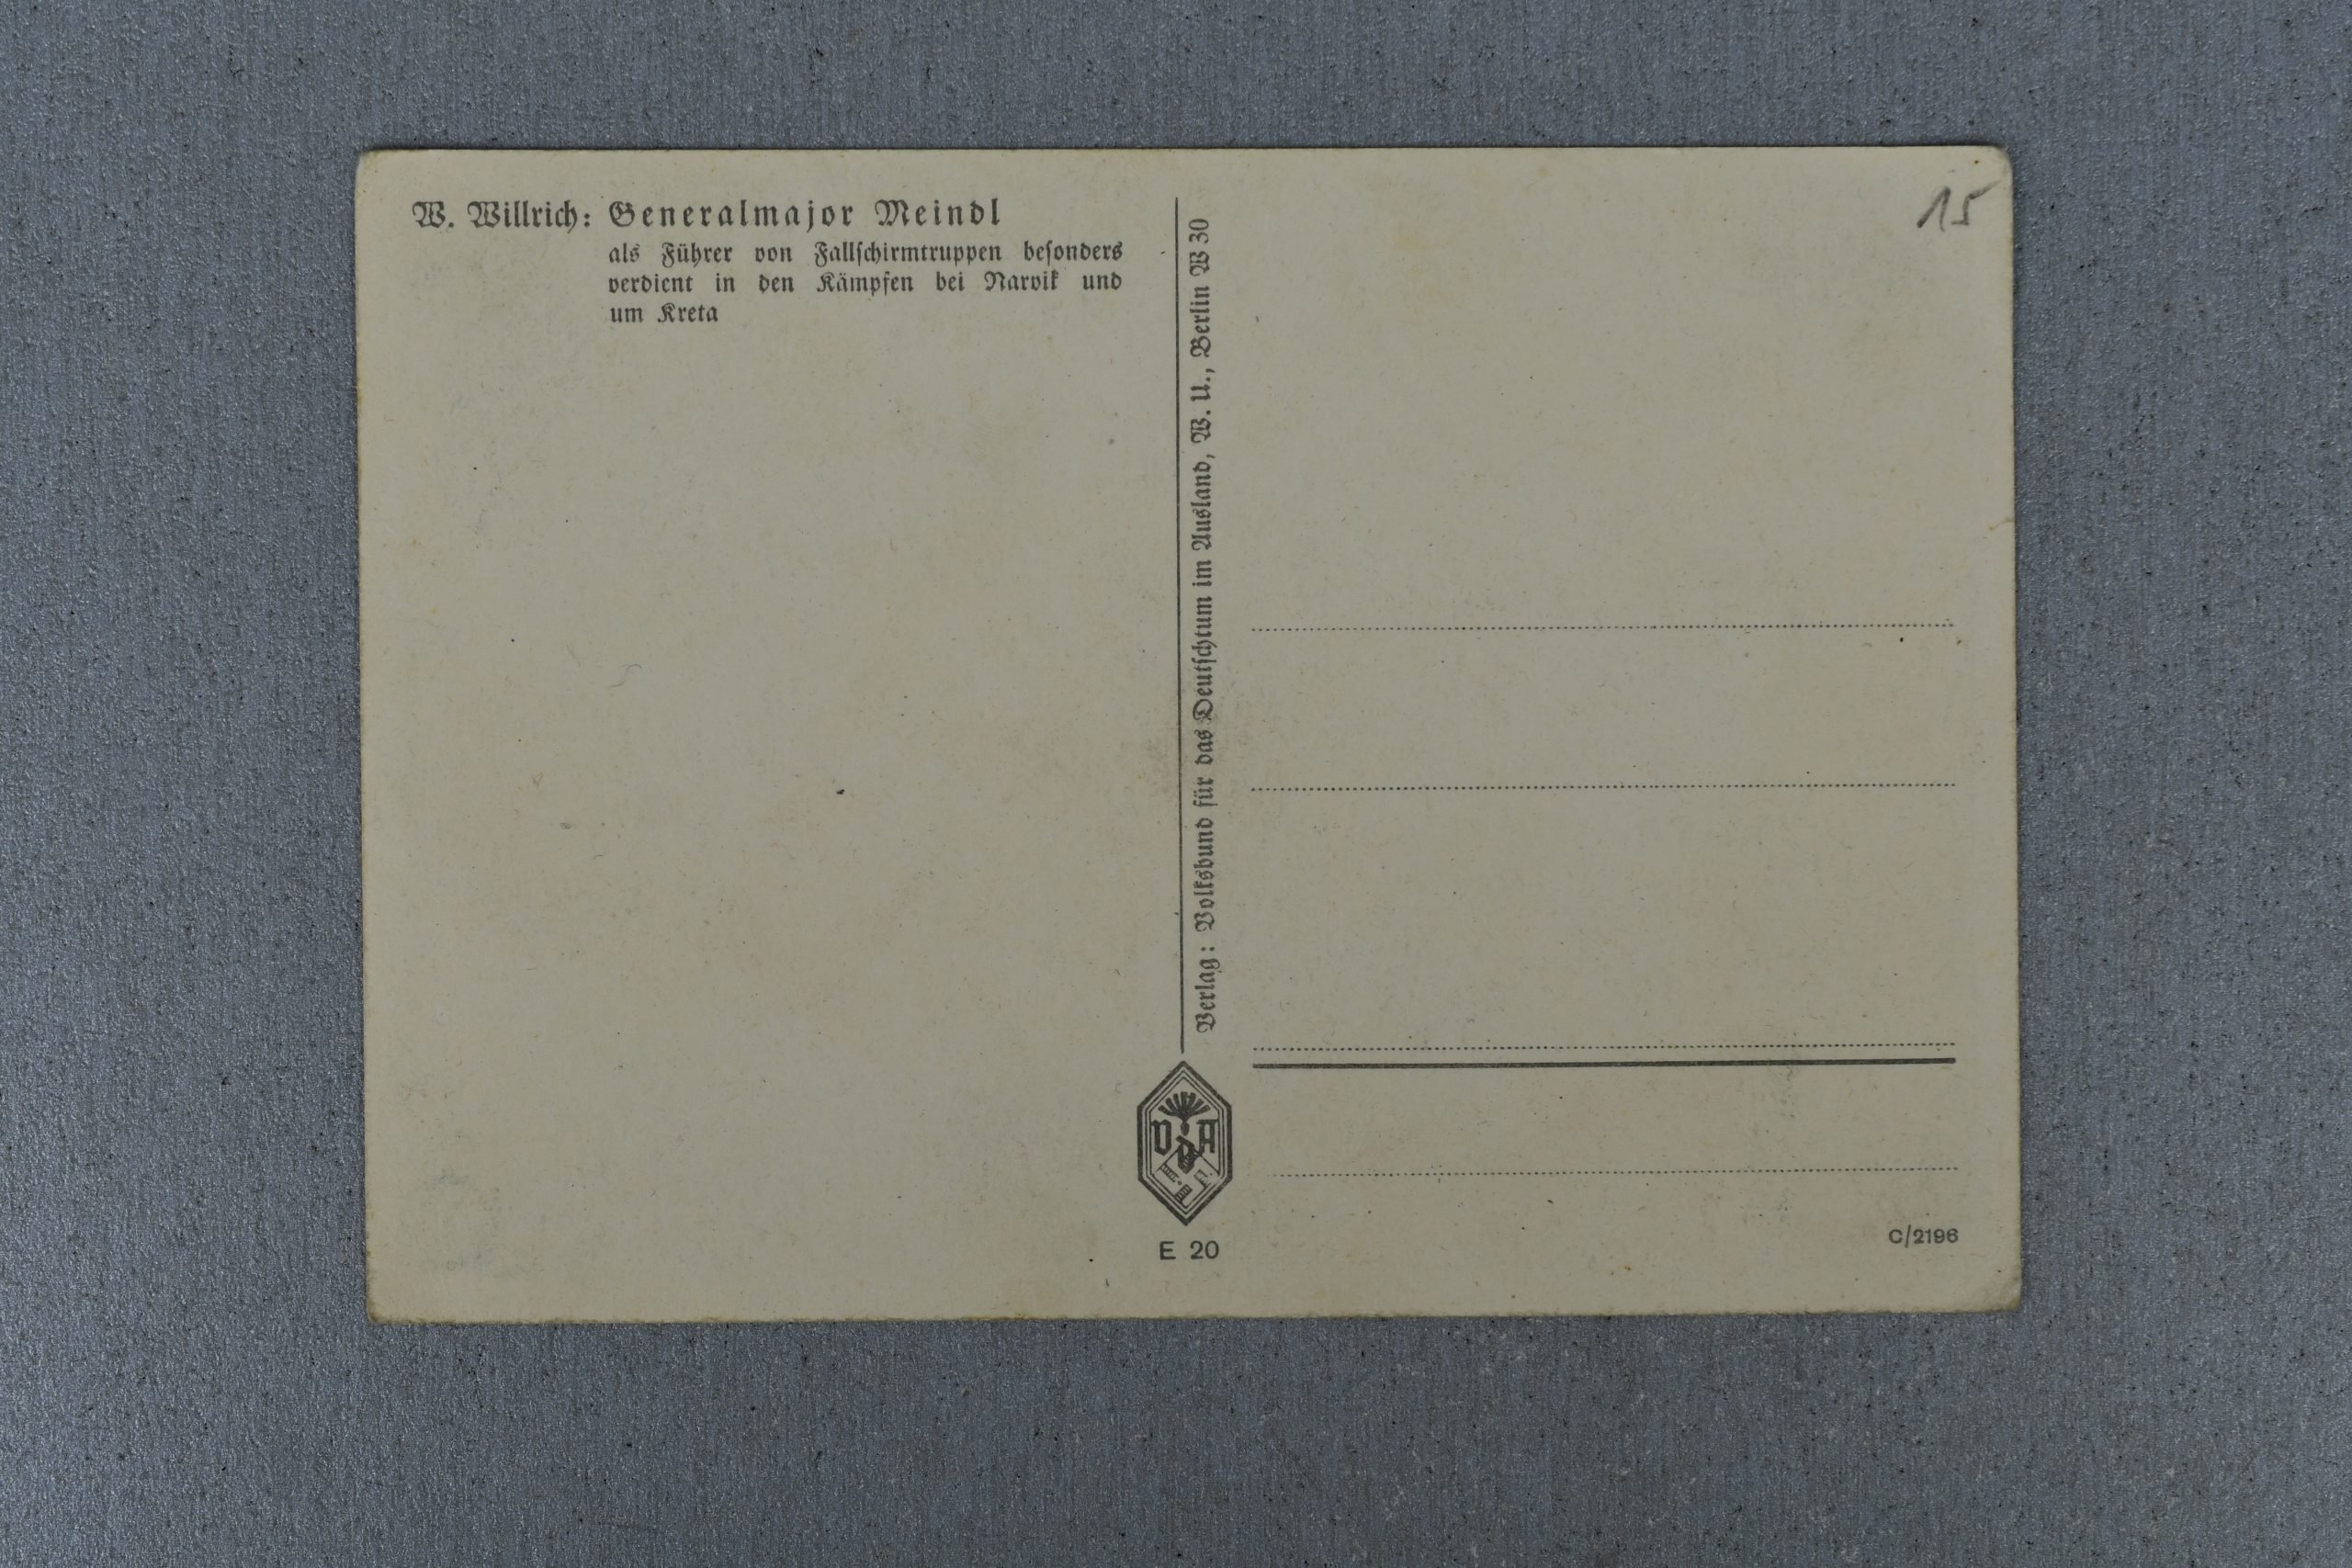 W. Willrich: Generalmajor Meindl
als Führer von Fallschirmtruppen besonders
verdient in den Kämpfen bei Narvik und
um Kreta
Verlag: Volksbund für das Deutschtum im Ausland, W. U., Berlin W 30
15
VDA
E 20
C/2196